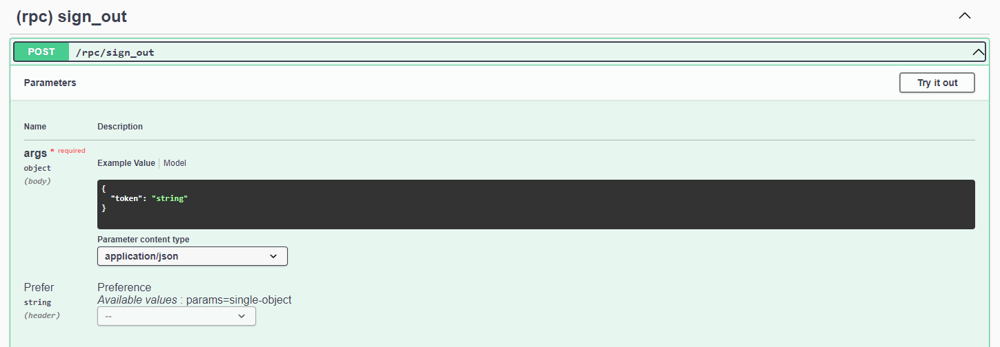 (rpc) sign_out
POST /rpc/sign_out
Parameters
Try it out
Name Description
args * required
object
(body)
Example Value Model
{
"token": "string"
}
Parameter content type
application/json
Prefer
string
(header)
Preference
Available values : params=single-object
--